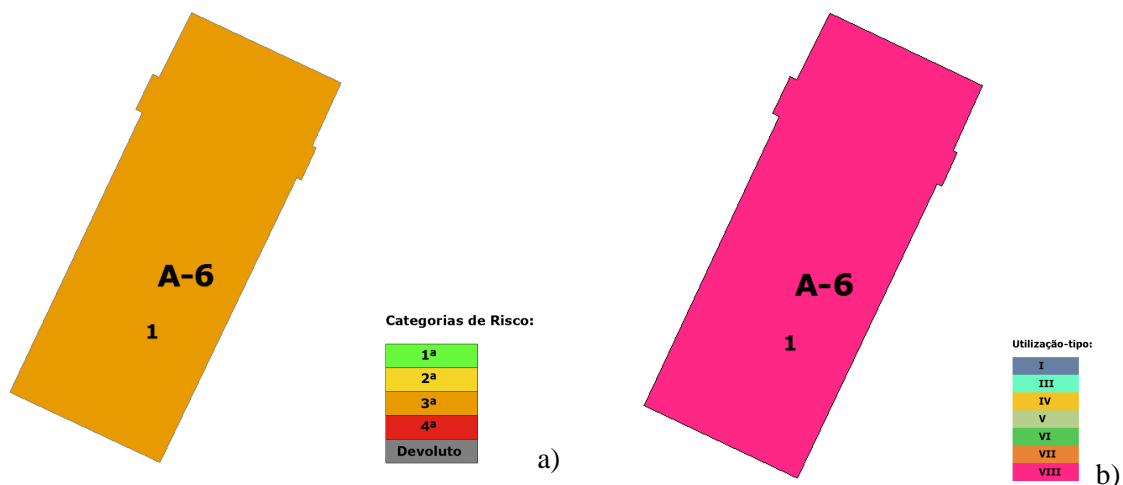 A-6
1
Categorias de Risco:
1ª
2ª
3ª
4ª
Devoluto
a)
A-6
1
Utilização-tipo:
I
III
IV
V
VI
VII
VIII
b)